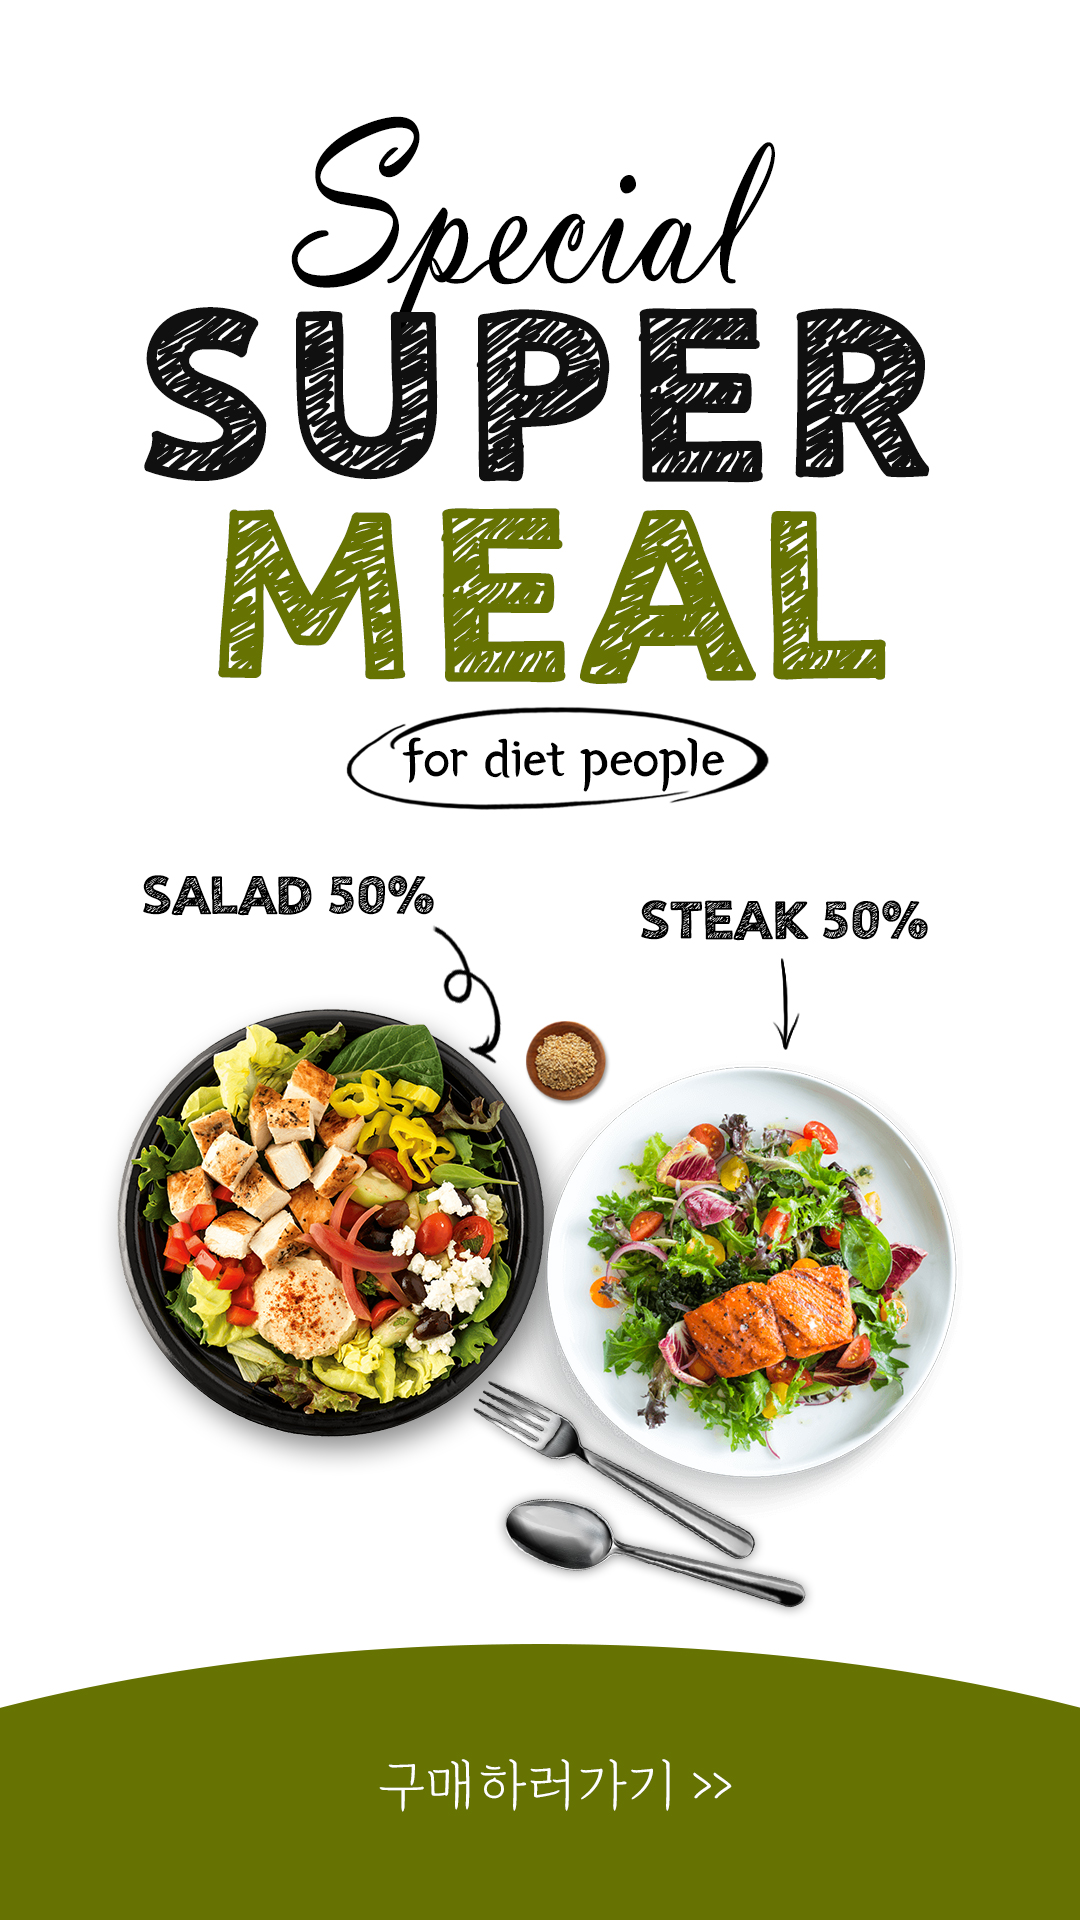 Special
SUPER
MEAL
for diet people
SALAD 50%
STEAK 50%
구매하러가기 >>